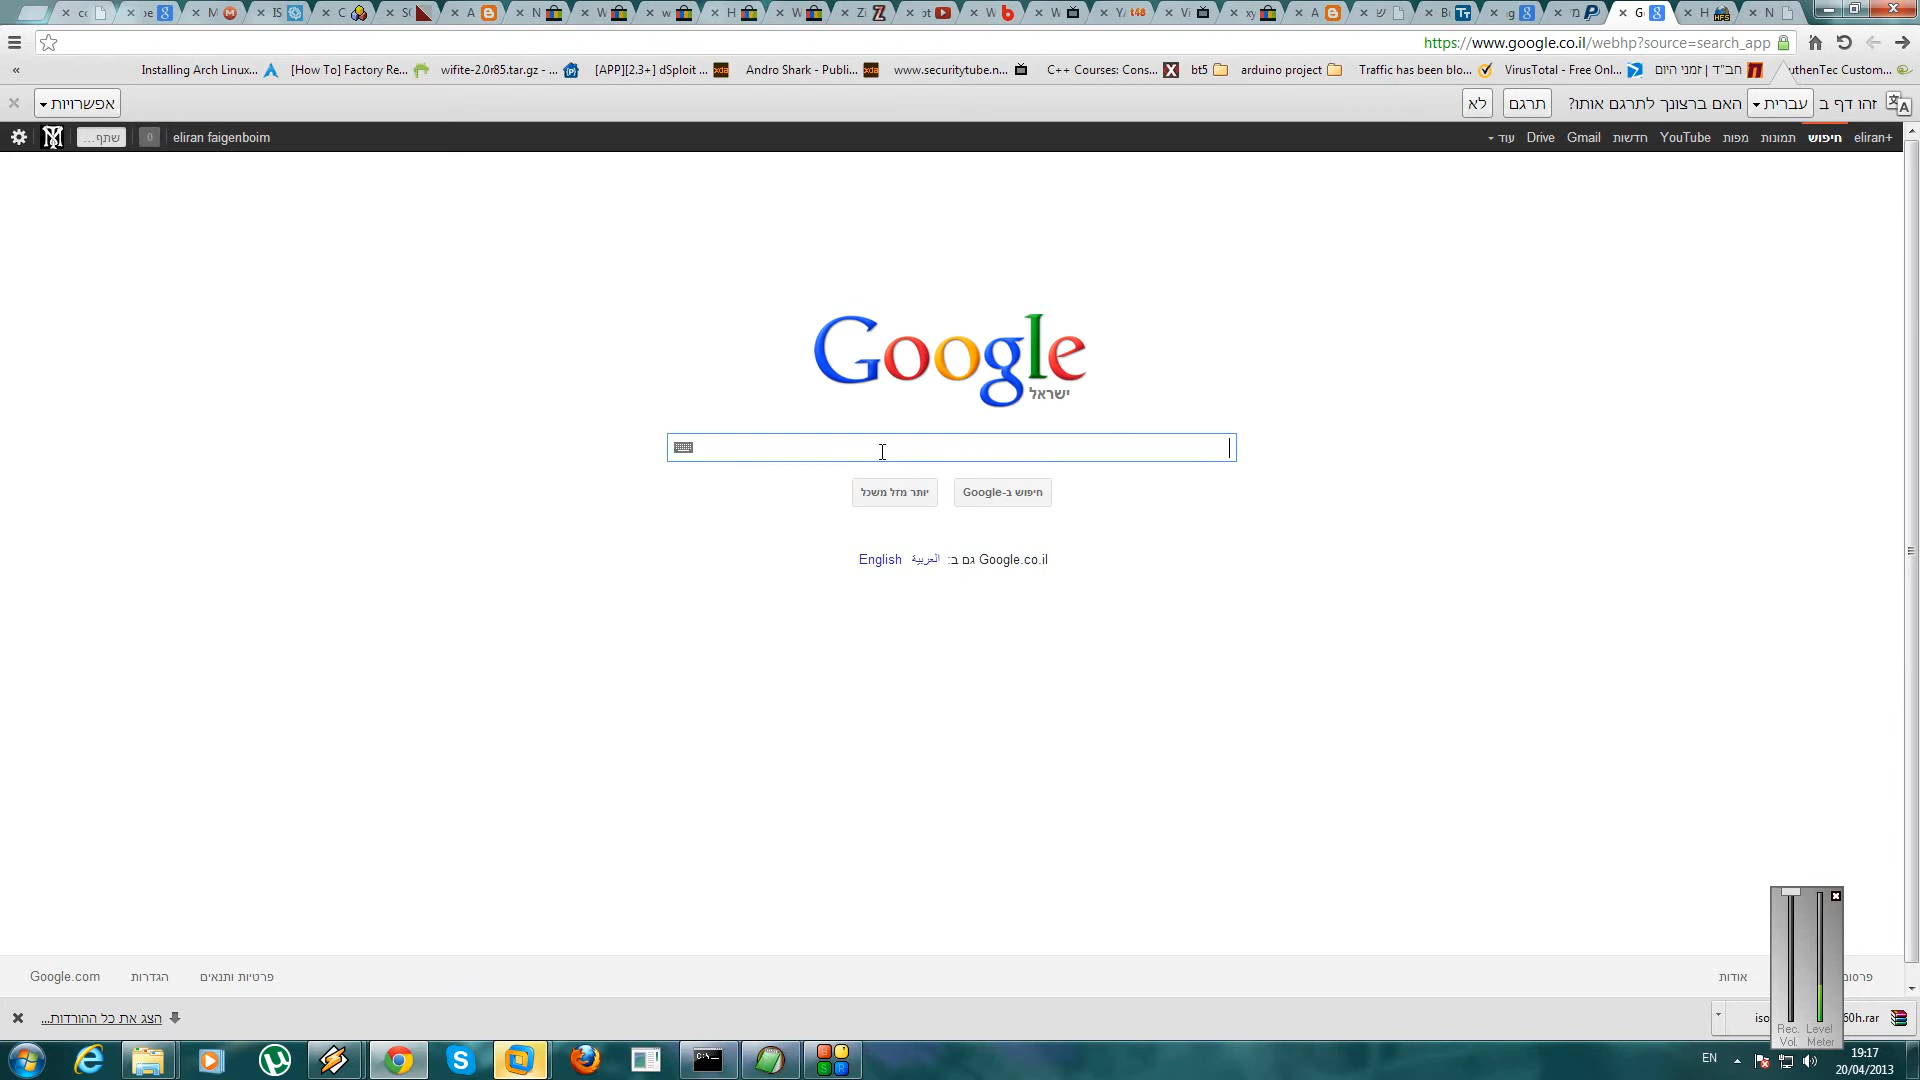 https://www.google.co.il/webhp?source=search_app
Installing Arch Linux...
[How To] Factory Re...
wifite-2.0r85.tar.gz - ...
[APP][2.3+] dSploit ...
Andro Shark - Publi...
www.securitytube.n...
C++ Courses: Cons...
bt5
arduino project
Traffic has been blo...
VirusTotal - Free Onl...
חב"ד | זמני היום
uthenTec Custom...
זהו דף ב עברית האם ברצונך לתרגם אותו? תרגם לא
אפשרויות
eliran+ חיפוש תמונות מפות YouTube חדשות Gmail Drive עוד
eliran faigenboim 0 שתף...
Google
ישראל
חיפוש ב-Google
יותר מזל משכל
Google.co.il גם ב: العربية English
Google.com הגדרות פרטיות ותנאים
אודות פרסום
הצג את כל ההורדות...
iso
60h.rar
Rec. Level
Vol. Meter
EN
19:17
20/04/2013